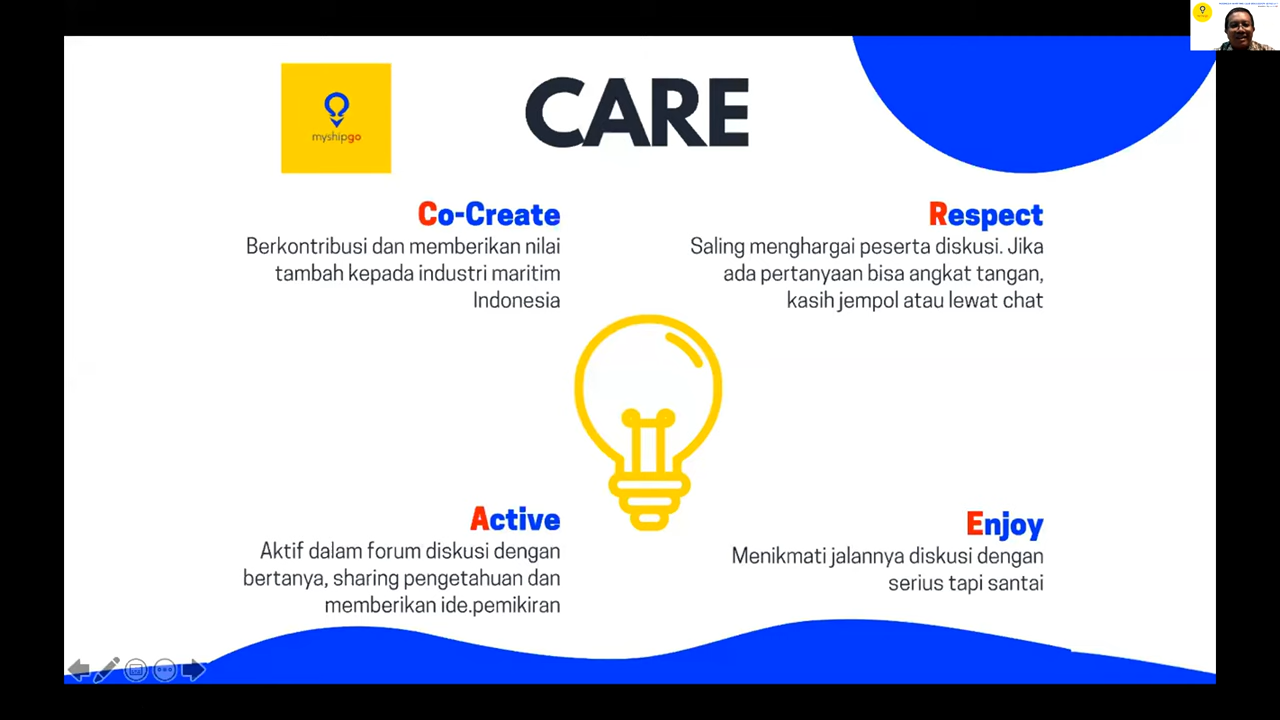 myshipgo
CARE
Co-Create
Berkontribusi dan memberikan nilai
tambah kepada industri maritim
Indonesia
Active
Aktif dalam forum diskusi dengan
bertanya, sharing pengetahuan dan
memberikan ide.pemikiran
Respect
Saling menghargai peserta diskusi. Jika
ada pertanyaan bisa angkat tangan,
kasih jempol atau lewat chat
Enjoy
Menikmati jalannya diskusi dengan
serius tapi santai